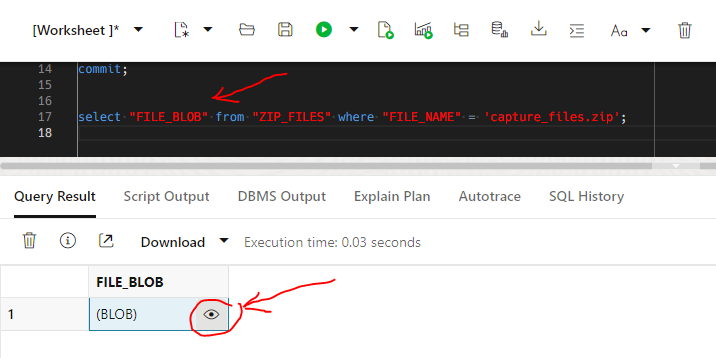 [Worksheet ]* Aa
14 commit;
15
16
17 select "FILE_BLOB" from "ZIP_FILES" where "FILE_NAME" = 'capture_files.zip';
18
Query Result Script Output DBMS Output Explain Plan Autotrace SQL History
Download Execution time: 0.03 seconds
FILE_BLOB
1 (BLOB)